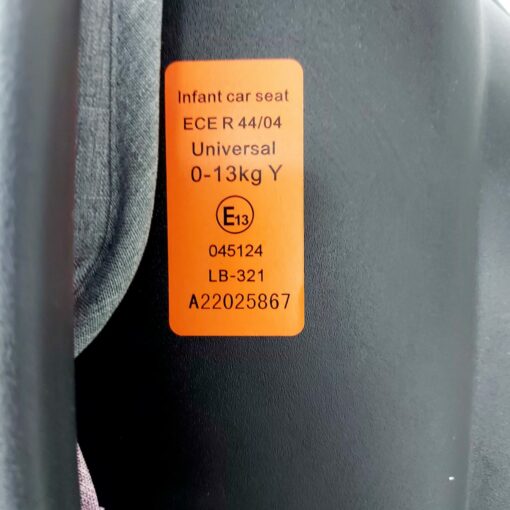 Infant car seat
ECE R 44/04
Universal
0-13kg Y
E13
045124
LB-321
A22025867